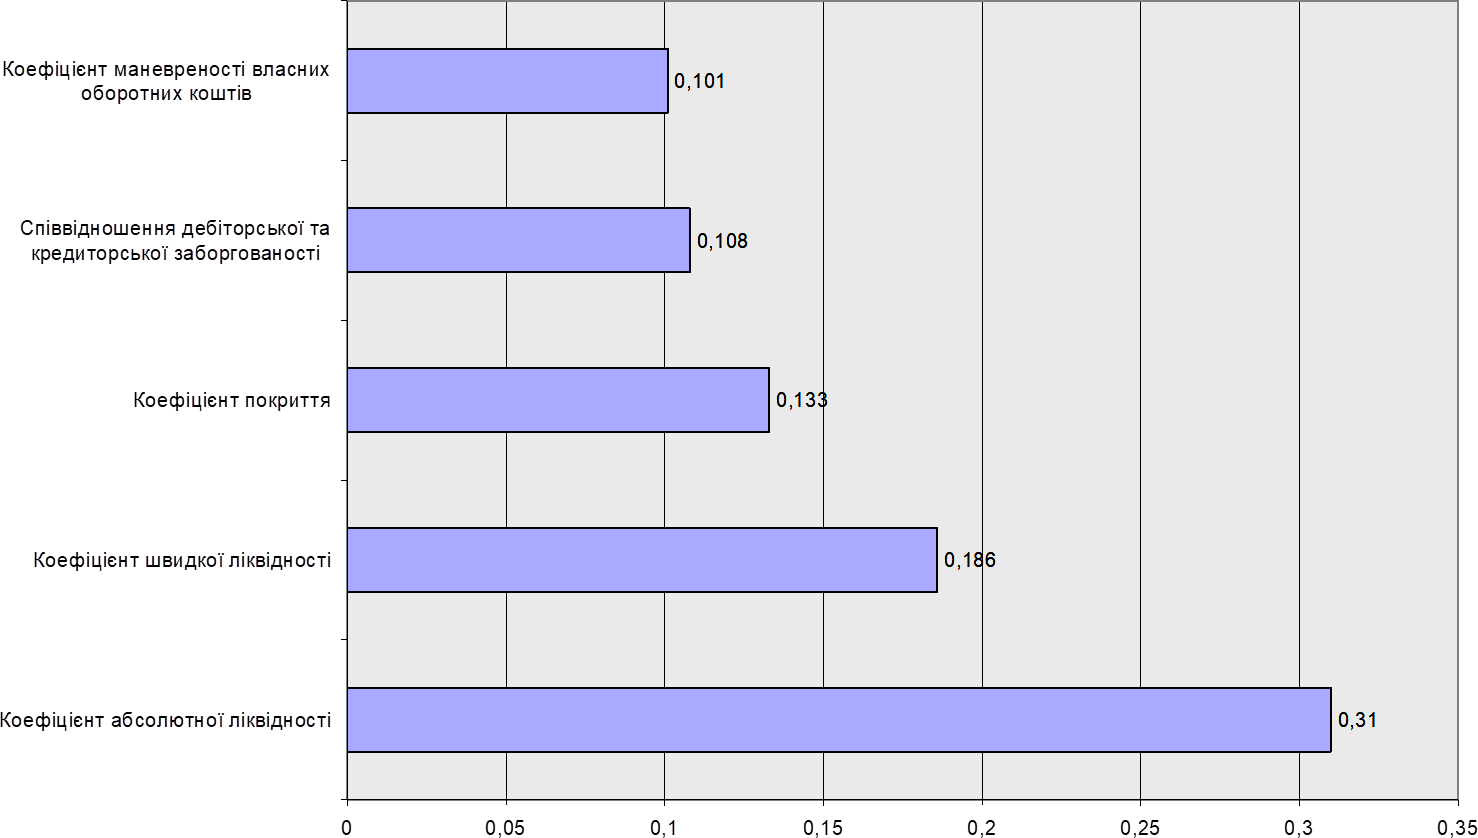 Коефіцієнт маневреності власних
оборотних коштів
0,101
Співвідношення дебіторської та
кредиторської заборгованості
0,108
Коефіцієнт покриття
0,133
Коефіцієнт швидкої ліквідності
0,186
Коефіцієнт абсолютної ліквідності
0,31
0
0,05
0,1
0,15
0,2
0,25
0,3
0,35